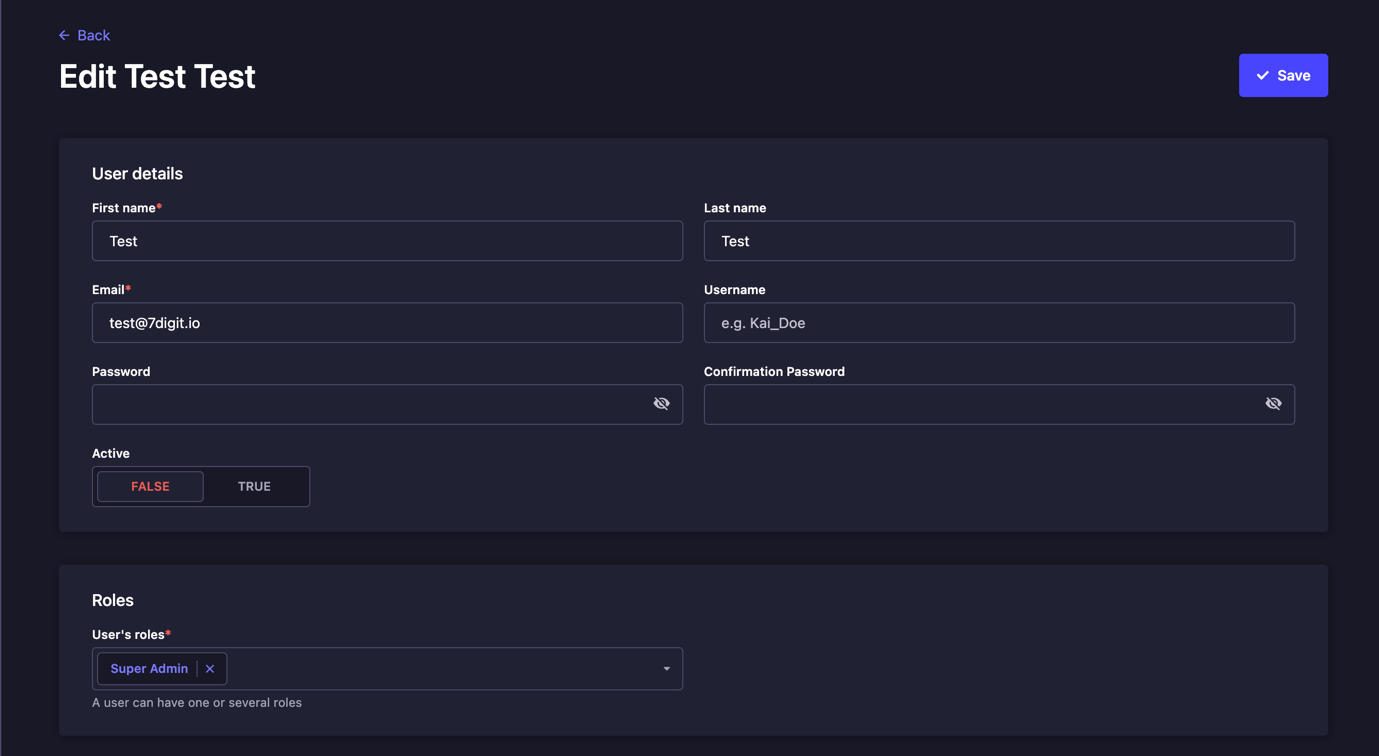 Back
Edit Test Test
Save
User details
First name*
Last name
Test
Test
Email*
Username
test@7digit.io
e.g. Kai_Doe
Password
Confirmation Password
Active
FALSE TRUE
Roles
User's roles*
Super Admin
A user can have one or several roles